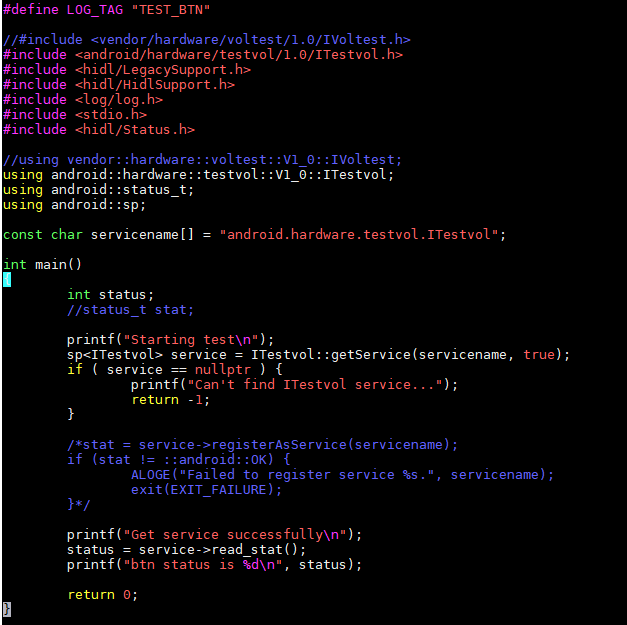 #define LOG_TAG "TEST_BTN"

//#include <vendor/hardware/voltest/1.0/IVoltest.h>
#include <android/hardware/testvol/1.0/ITestvol.h>
#include <hidl/LegacySupport.h>
#include <hidl/HidlSupport.h>
#include <log/log.h>
#include <stdio.h>
#include <hidl/Status.h>

//using vendor::hardware::voltest::V1_0::IVoltest;
using android::hardware::testvol::V1_0::ITestvol;
using android::status_t;
using android::sp;

const char servicename[] = "android.hardware.testvol.ITestvol";

int main()
{
        int status;
        //status_t stat;

        printf("Starting test\n");
        sp<ITestvol> service = ITestvol::getService(servicename, true);
        if ( service == nullptr ) {
                printf("Can't find ITestvol service...");
                return -1;
        }

        /*stat = service->registerAsService(servicename);
        if (stat != ::android::OK) {
                ALOGE("Failed to register service %s.", servicename);
                exit(EXIT_FAILURE);
        }*/

        printf("Get service successfully\n");
        status = service->read_stat();
        printf("btn status is %d\n", status);

        return 0;
}